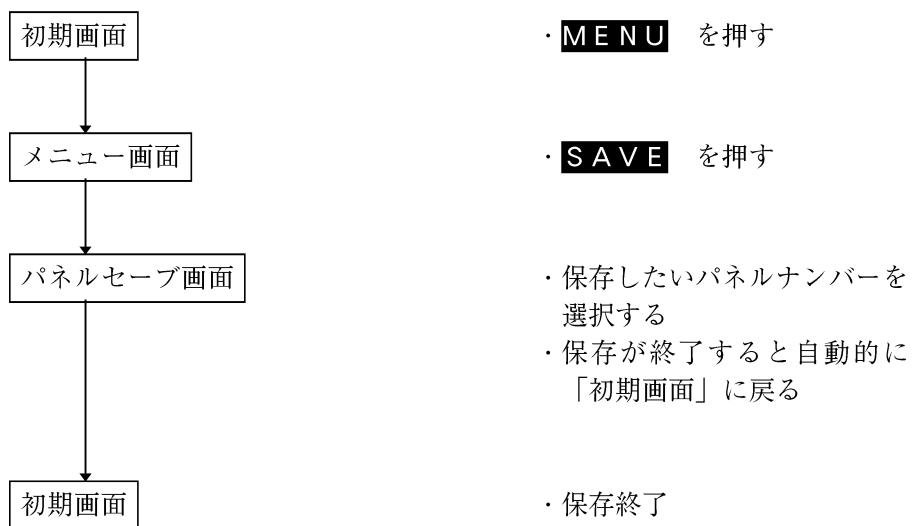 初期画面
・MENU を押す
メニュー画面
・SAVE を押す
パネルセーブ画面
・保存したいパネルナンバーを
選択する
・保存が終了すると自動的に
「初期画面」に戻る
初期画面
・保存終了